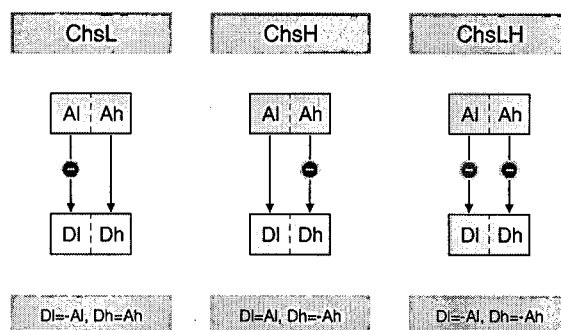 ChsL ChsH ChsLH
Al Ah Al Ah Al Ah
- - - -
Dl Dh Dl Dh Dl Dh
Dl=-Al, Dh=Ah Dl=Al, Dh=-Ah Dl=-Al, Dh=-Ah